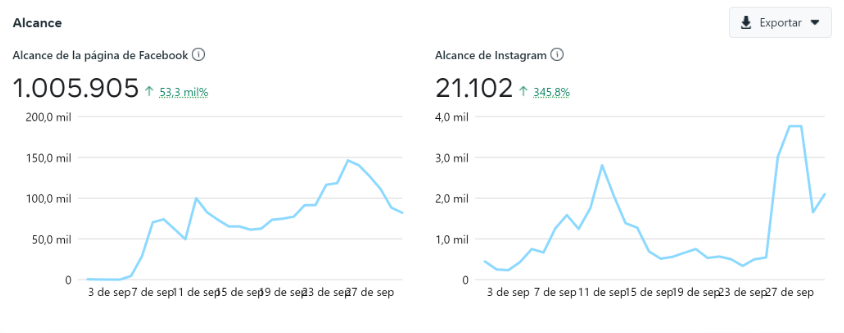 Alcance
Exportar
Alcance de la página de Facebook
1.005.905 ↑ 53,3 mil%
200,0 mil
150,0 mil
100,0 mil
50,0 mil
0
3 de sep 7 de sep 11 de sep 15 de sep 19 de sep 23 de sep 27 de sep
Alcance de Instagram
21.102 ↑ 345,8%
4,0 mil
3,0 mil
2,0 mil
1,0 mil
0
3 de sep 7 de sep 11 de sep 15 de sep 19 de sep 23 de sep 27 de sep